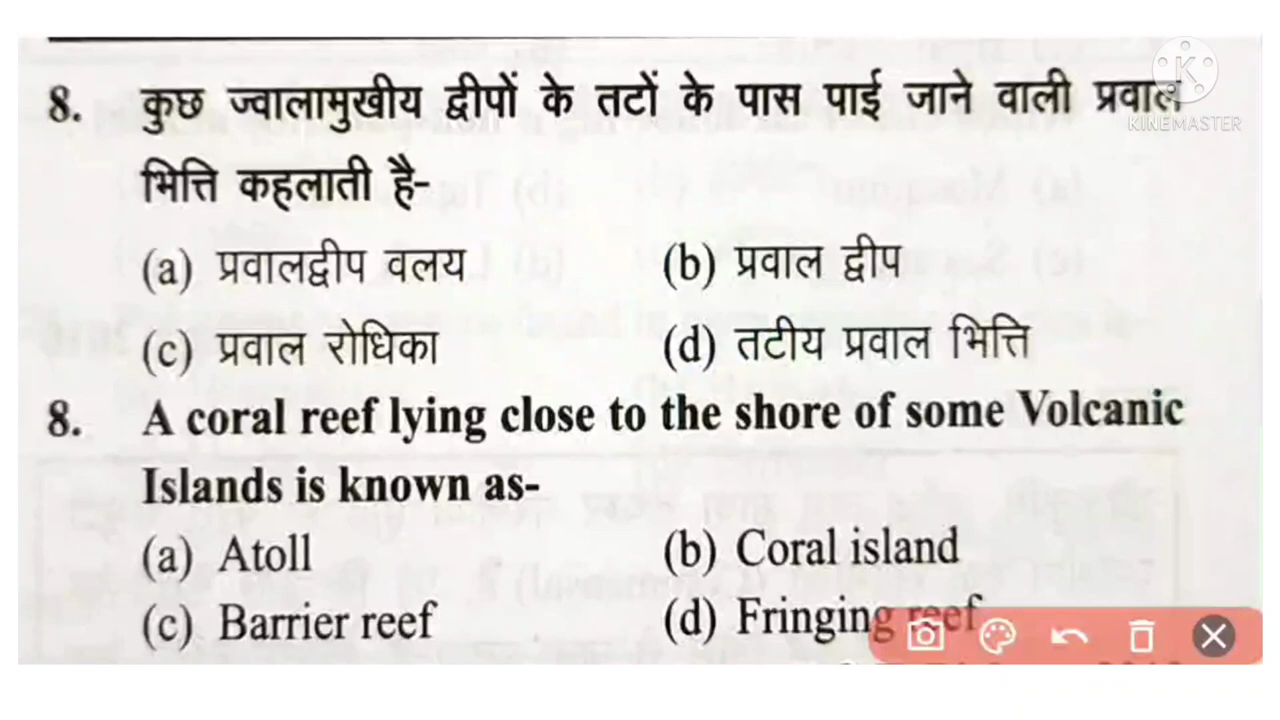 KINEMASTER
8. कुछ ज्वालामुखीय द्वीपों के तटों के पास पाई जाने वाली प्रवाल
भित्ति कहलाती है-
(a) प्रवालद्वीप वलय (b) प्रवाल द्वीप
(c) प्रवाल रोधिका (d) तटीय प्रवाल भित्ति
8. A coral reef lying close to the shore of some Volcanic
Islands is known as-
(a) Atoll (b) Coral island
(c) Barrier reef (d) Fringing reef